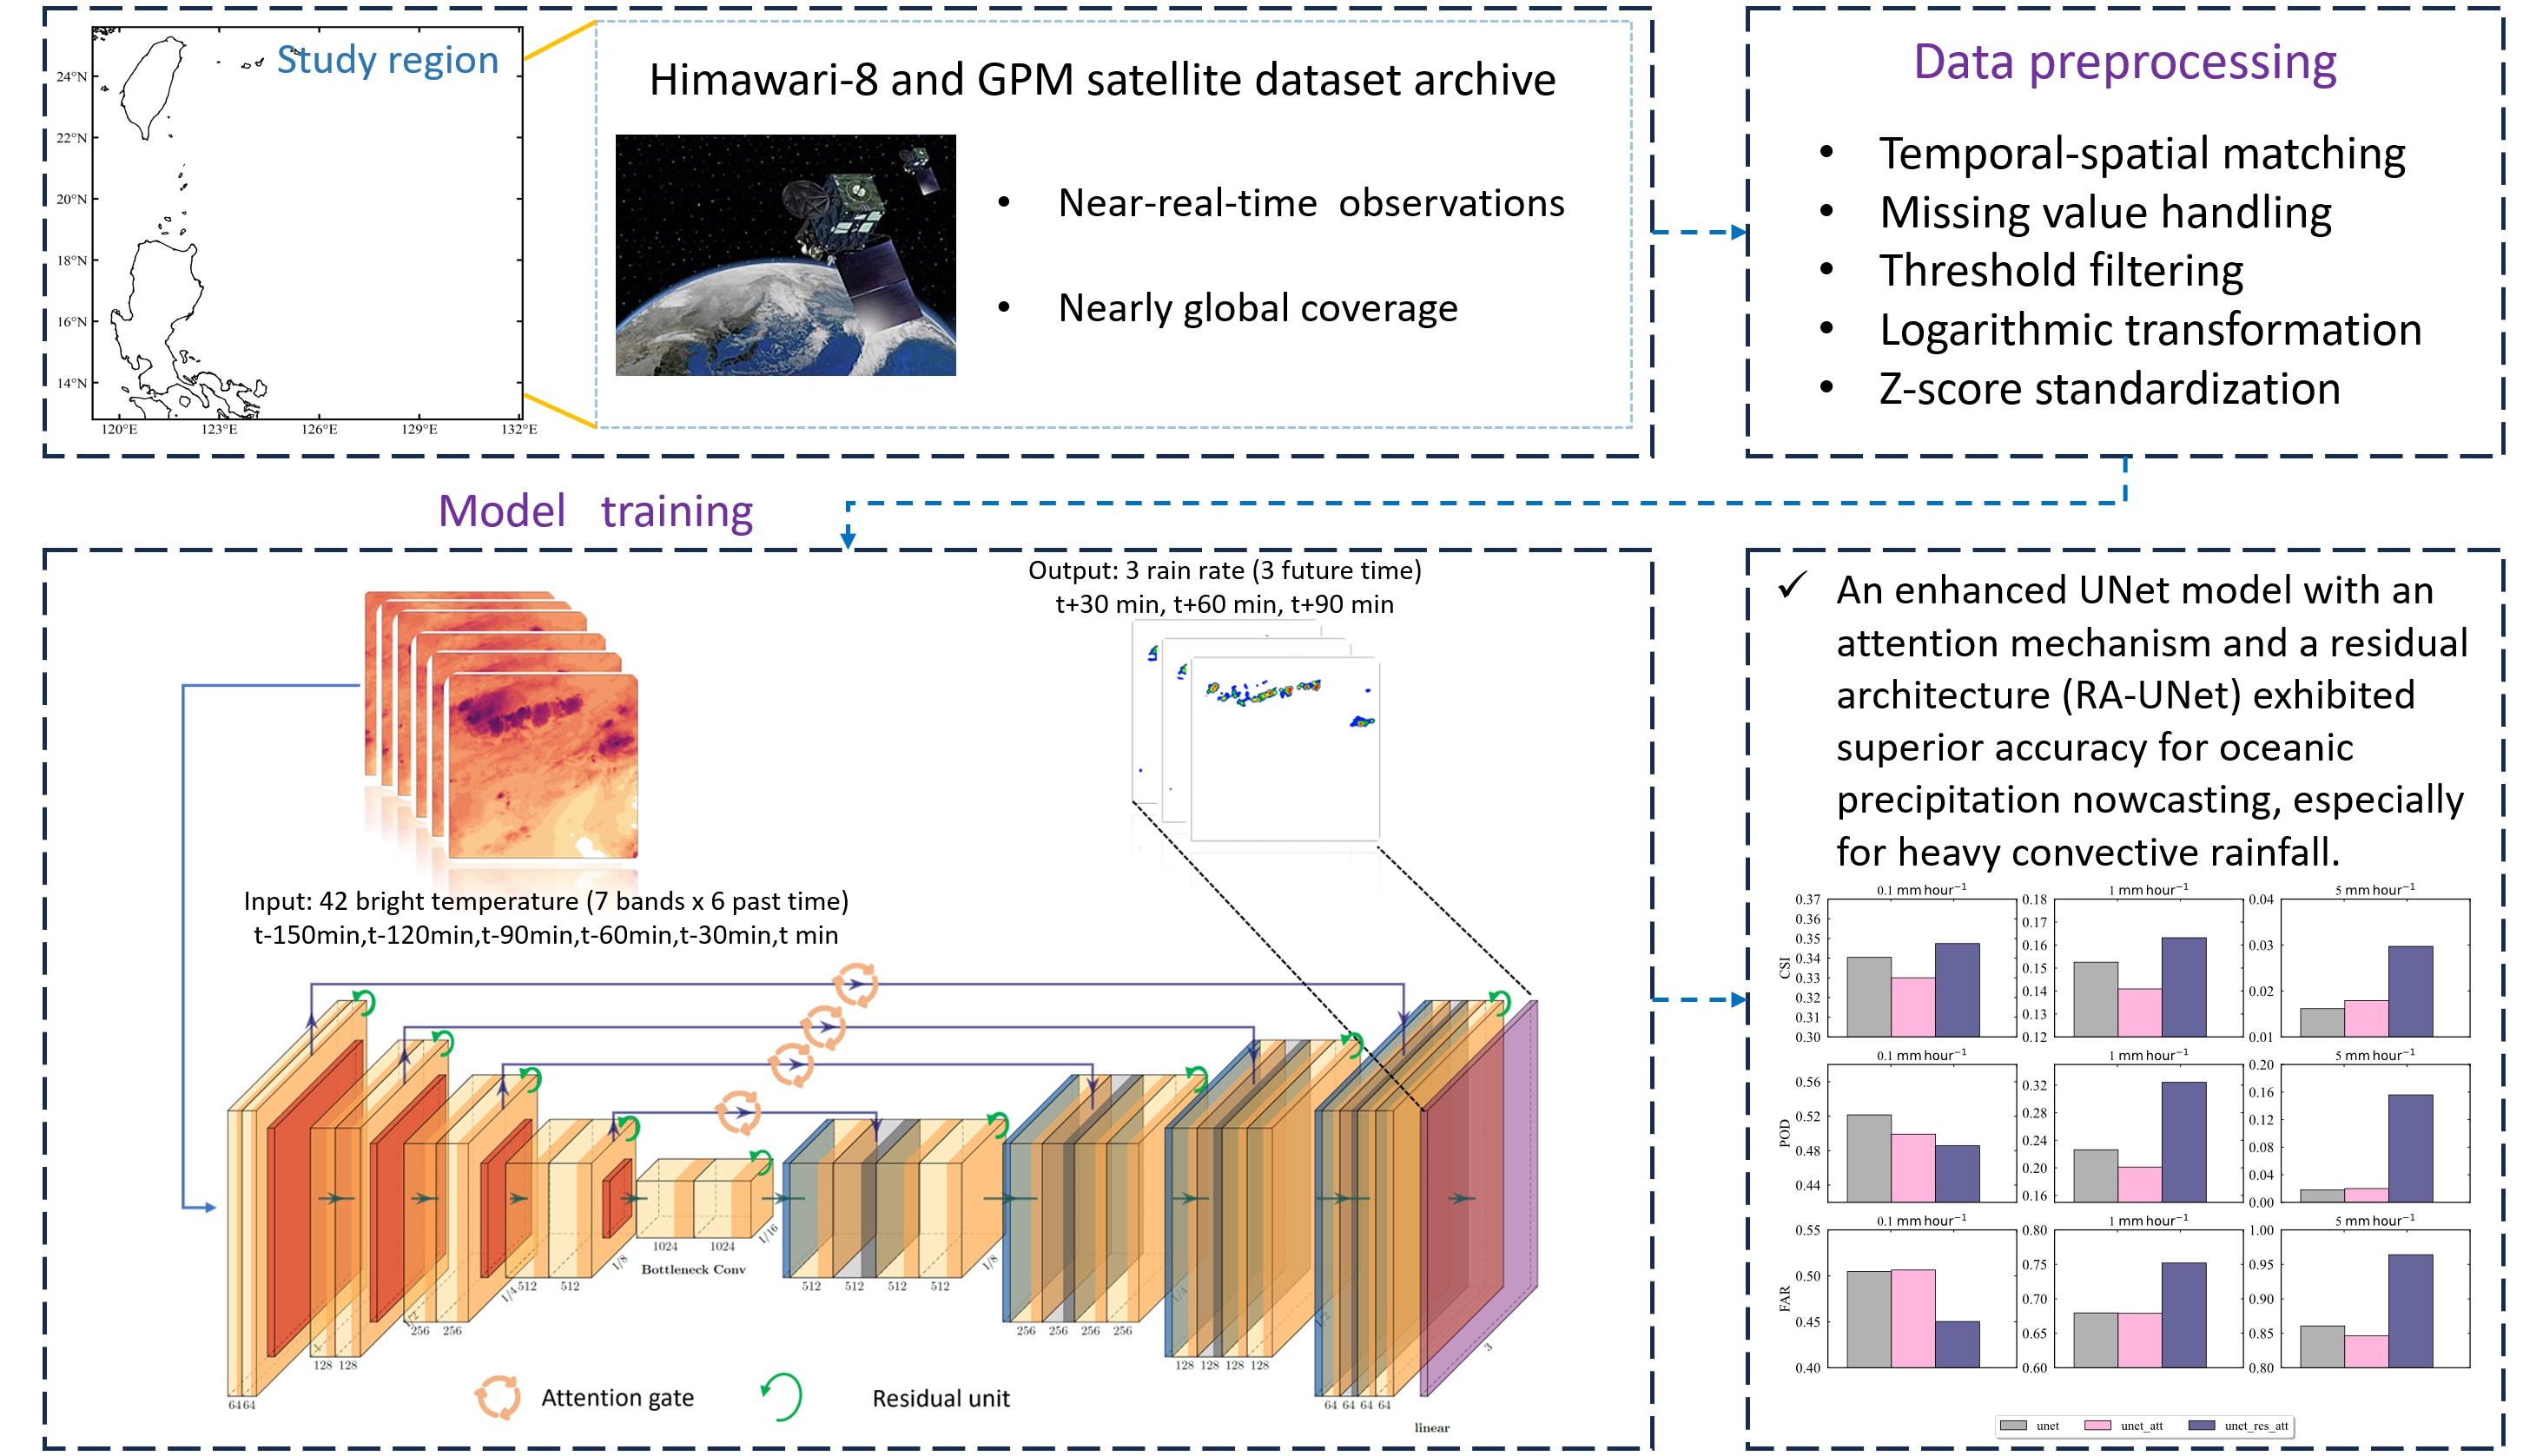 Study region
24°N
22°N
20°N
18°N
16°N
14°N
120°E 123°E 126°E 129°E 132°E
Himawari-8 and GPM satellite dataset archive
• Near-real-time observations
• Nearly global coverage
Data preprocessing
• Temporal-spatial matching
• Missing value handling
• Threshold filtering
• Logarithmic transformation
• Z-score standardization
Model training
Output: 3 rain rate (3 future time)
t+30 min, t+60 min, t+90 min
Input: 42 bright temperature (7 bands x 6 past time)
t-150min,t-120min,t-90min,t-60min,t-30min,t min
64 64
128 128
1/2
256 256
1/4
512 512
1/8
1024 1024
1/16
Bottleneck Conv
512 512 512 512
1/8
256 256 256 256
1/4
128 128 128 128
1/2
64 64 64 64
3
linear
Attention gate
Residual unit
✓ An enhanced UNet model with an
attention mechanism and a residual
architecture (RA-UNet) exhibited
superior accuracy for oceanic
precipitation nowcasting, especially
for heavy convective rainfall.
0.1 mm hour⁻¹ 1 mm hour⁻¹ 5 mm hour⁻¹
CSI
0.37 0.36 0.35 0.34 0.33 0.32 0.31 0.30
0.18 0.17 0.16 0.15 0.14 0.13 0.12
0.04 0.03 0.02 0.01
0.1 mm hour⁻¹ 1 mm hour⁻¹ 5 mm hour⁻¹
POD
0.56 0.52 0.48 0.44
0.32 0.28 0.24 0.20 0.16
0.20 0.16 0.12 0.08 0.04 0.00
0.1 mm hour⁻¹ 1 mm hour⁻¹ 5 mm hour⁻¹
FAR
0.55 0.50 0.45 0.40
0.80 0.75 0.70 0.65 0.60
1.00 0.95 0.90 0.85 0.80
unet unet_att unet_res_att